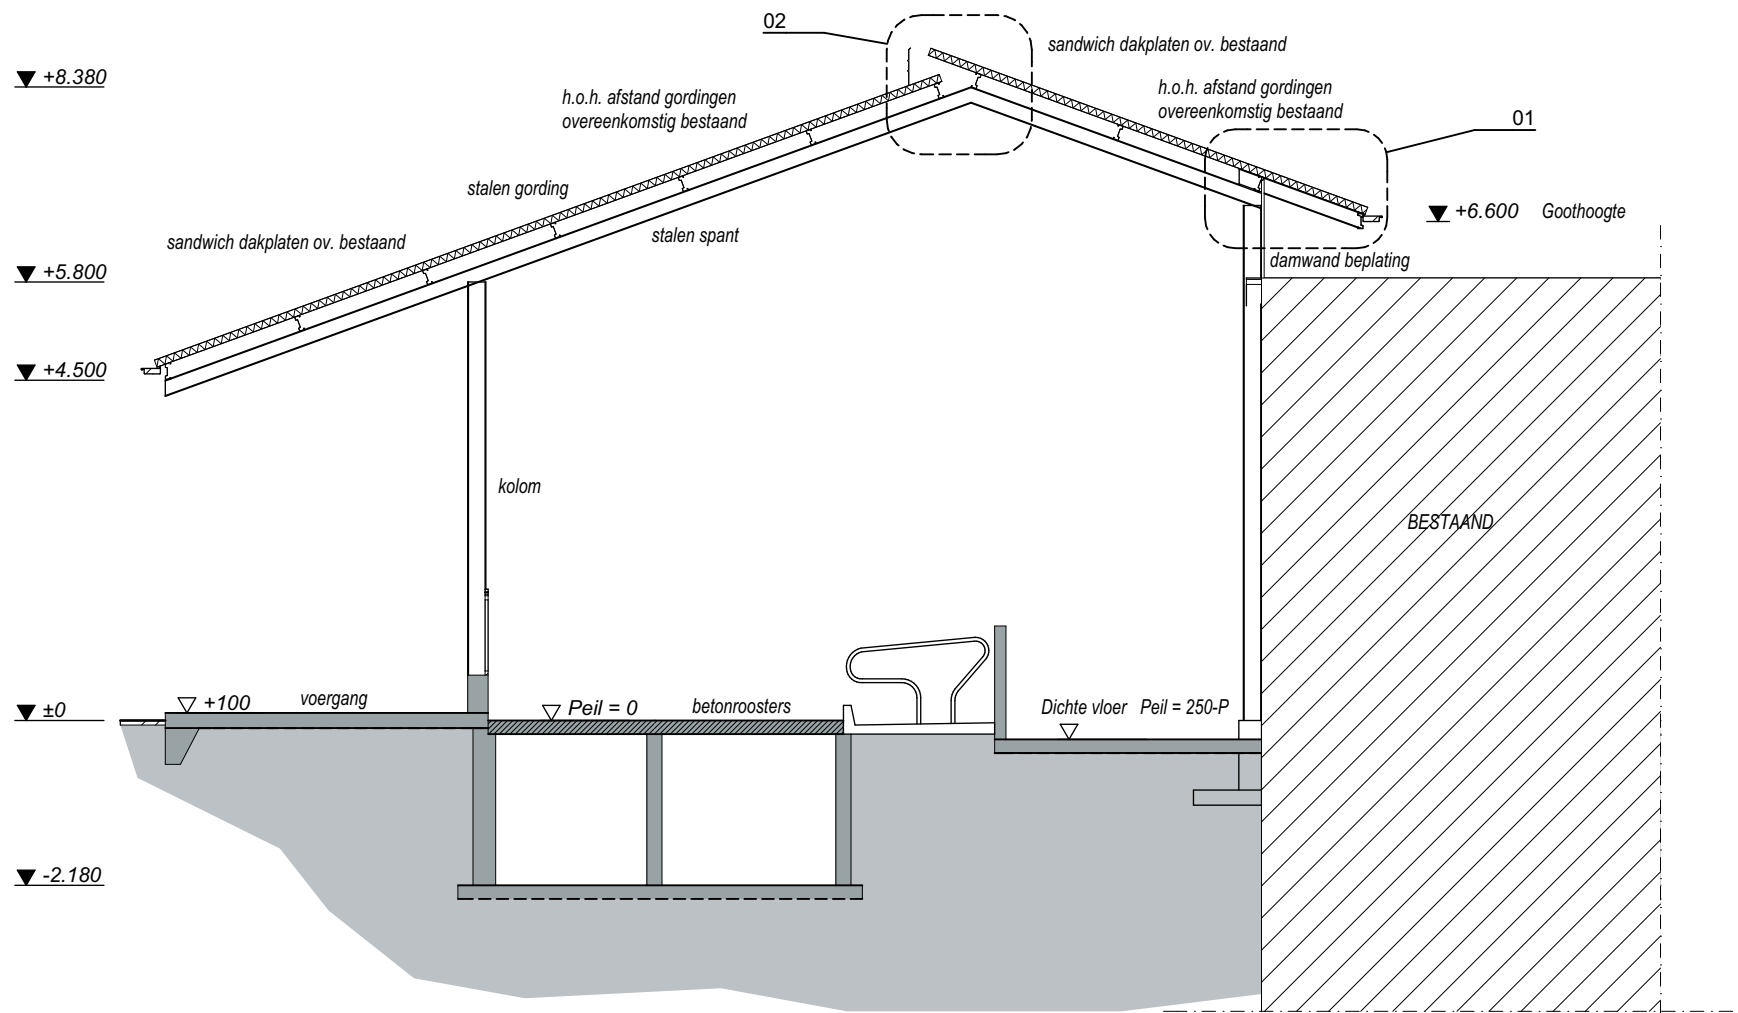 02
sandwich dakplaten ov. bestaand
+8.380
h.o.h. afstand gordingen
overeenkomstig bestaand
h.o.h. afstand gordingen
overeenkomstig bestaand
01
stalen gording
+6.600 Goothoogte
stalen spant
sandwich dakplaten ov. bestaand
damwand beplating
+5.800
+4.500
kolom
BESTAAND
+100
voergang
±0
Peil = 0
betonroosters
Dichte vloer Peil = 250-P
-2.180